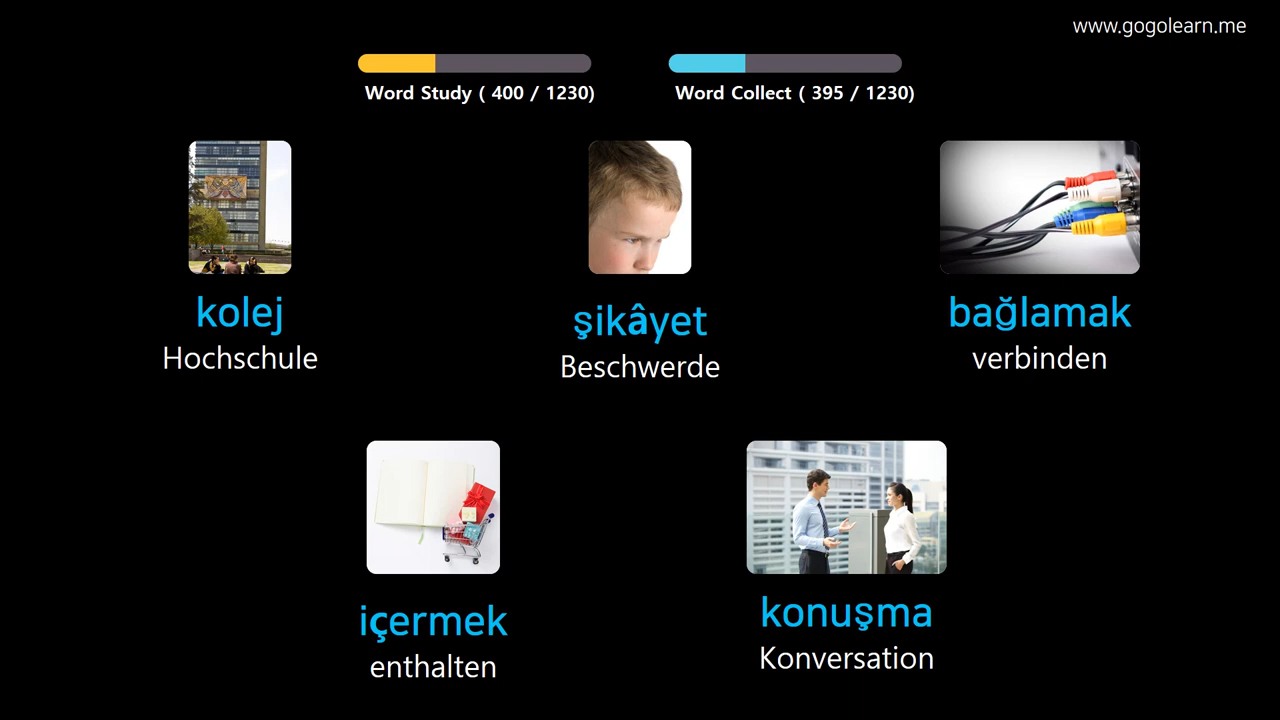 www.gogolearn.me
Word Study ( 400 / 1230)
Word Collect ( 395 / 1230)
kolej
Hochschule
şikâyet
Beschwerde
bağlamak
verbinden
içermek
enthalten
konuşma
Konversation